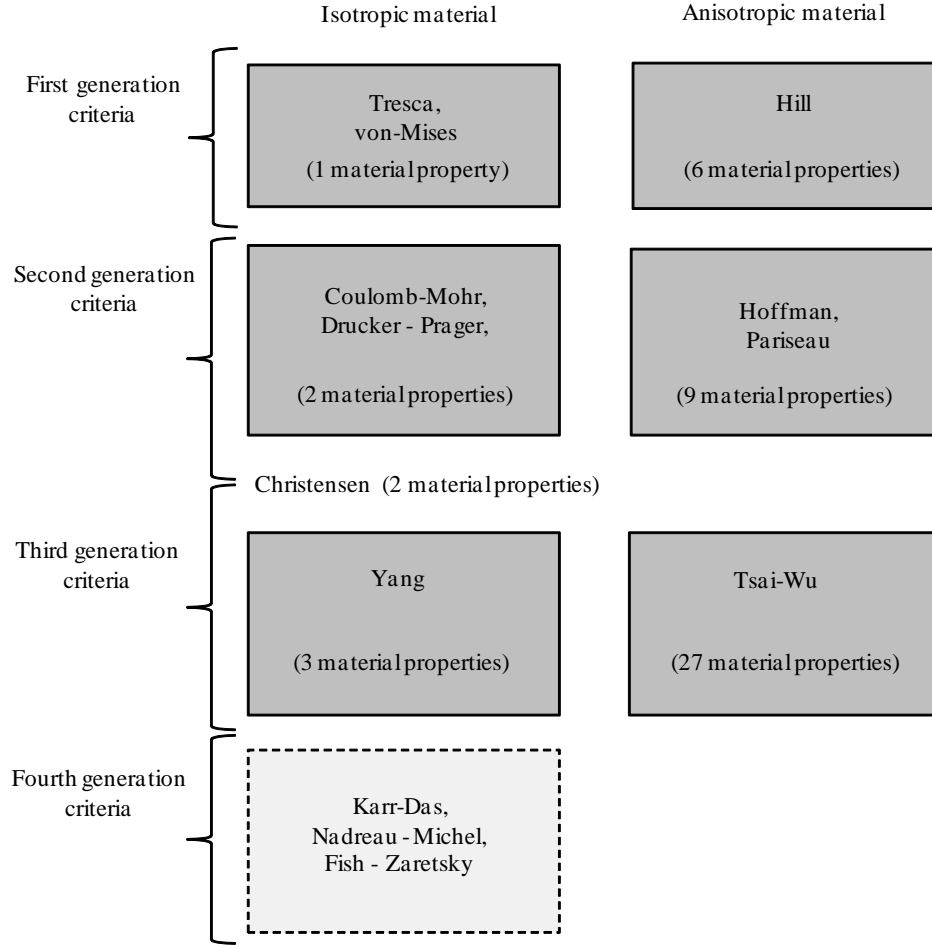 Isotropic material
Anisotropic material
First generation
criteria
Tresca,
von-Mises
(1 material property)
Hill
(6 material properties)
Second generation
criteria
Coulomb-Mohr,
Drucker - Prager,
(2 material properties)
Hoffman,
Pariseau
(9 material properties)
Christensen (2 material properties)
Third generation
criteria
Yang
(3 material properties)
Tsai-Wu
(27 material properties)
Fourth generation
criteria
Karr-Das,
Nadreau - Michel,
Fish - Zaretsky